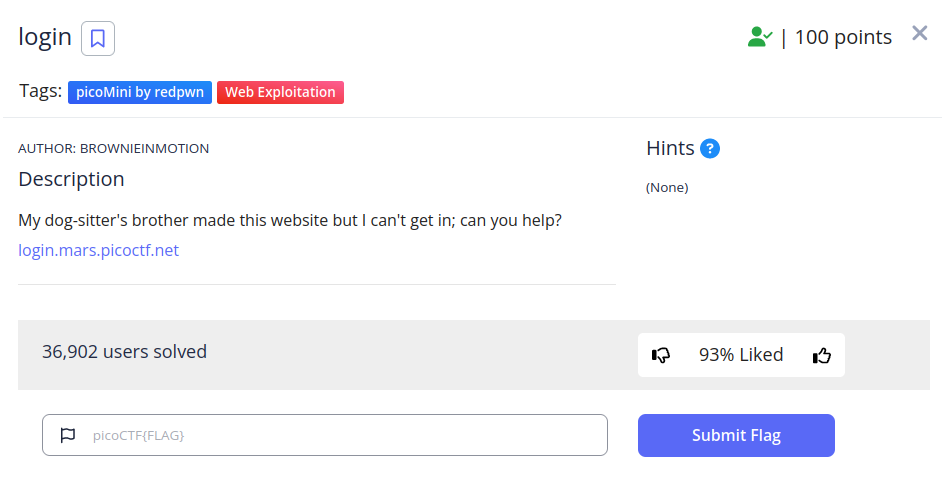 login
| 100 points
Tags: picoMini by redpwn Web Exploitation
AUTHOR: BROWNIEINMOTION
Description
My dog-sitter's brother made this website but I can't get in; can you help?
login.mars.picoctf.net
Hints ?
(None)
36,902 users solved
93% Liked
picoCTF{FLAG}
Submit Flag